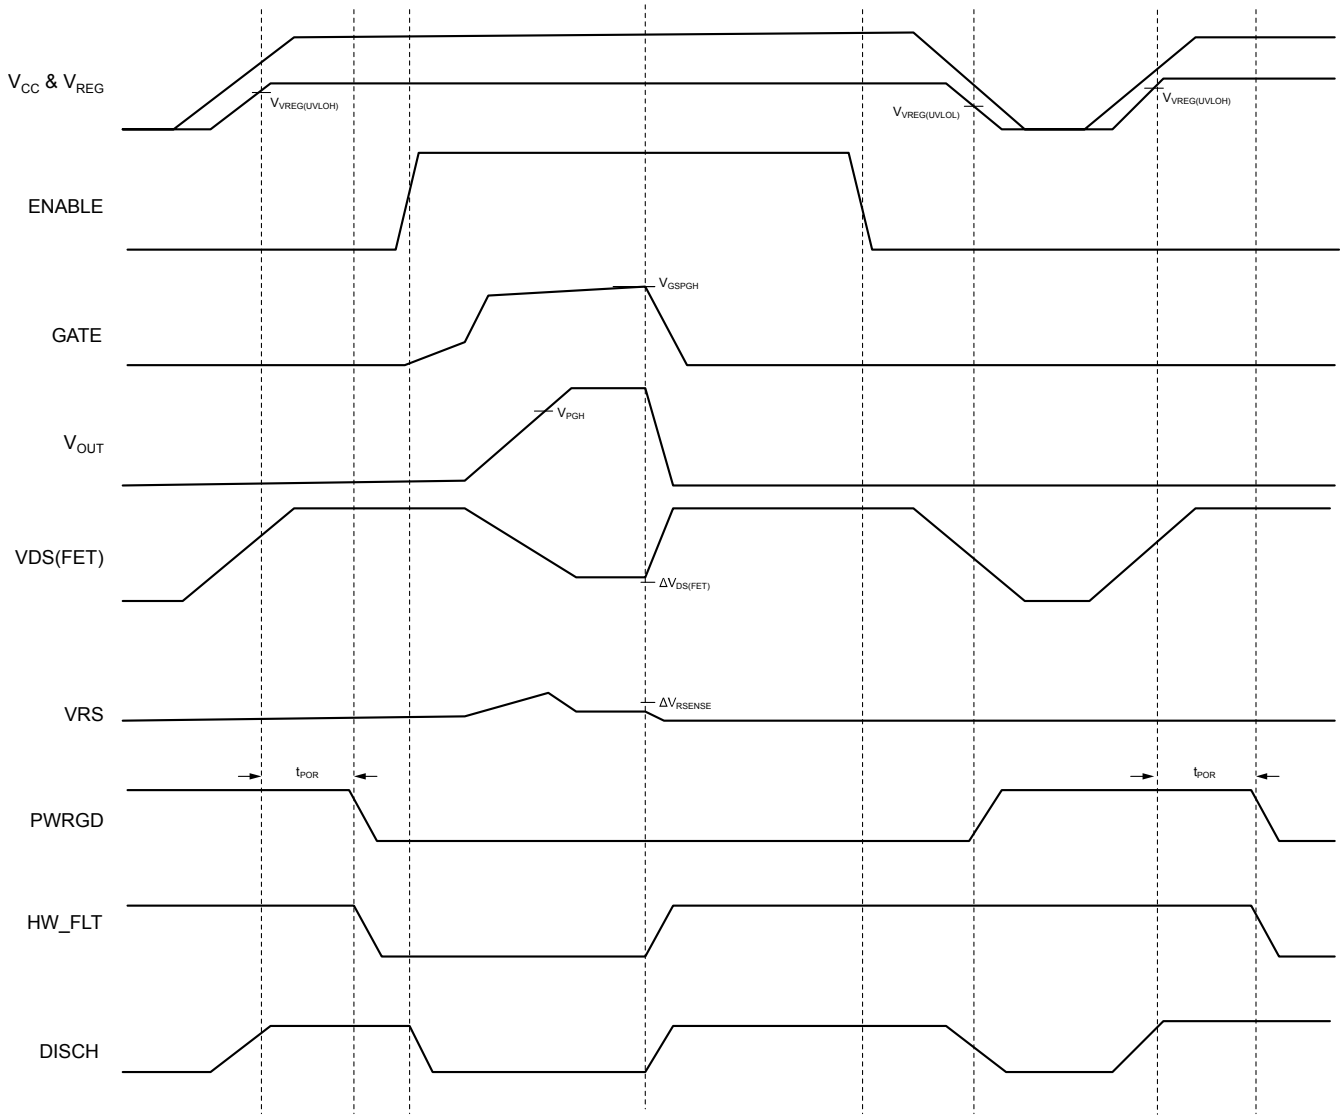 VCC & VREG
VVREG(UVLOH)
VVREG(UVLOL)
VVREG(UVLOH)
ENABLE
GATE
VGSPGH
VOUT
VPGH
VDS(FET)
ΔVDS(FET)
VRS
ΔVRSENSE
tPOR
tPOR
PWRGD
HW_FLT
DISCH